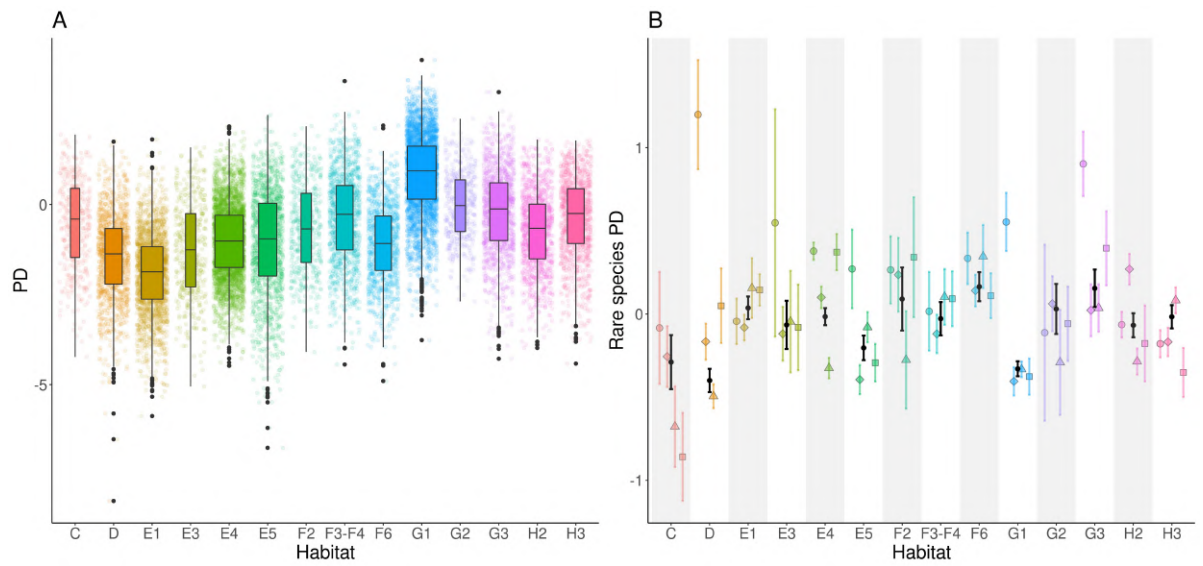 A
B
PD
0
-5
C D E1 E3 E4 E5 F2 F3-F4 F6 G1 G2 G3 H2 H3
Habitat
Rare species PD
1
0
-1
C D E1 E3 E4 E5 F2 F3-F4 F6 G1 G2 G3 H2 H3
Habitat